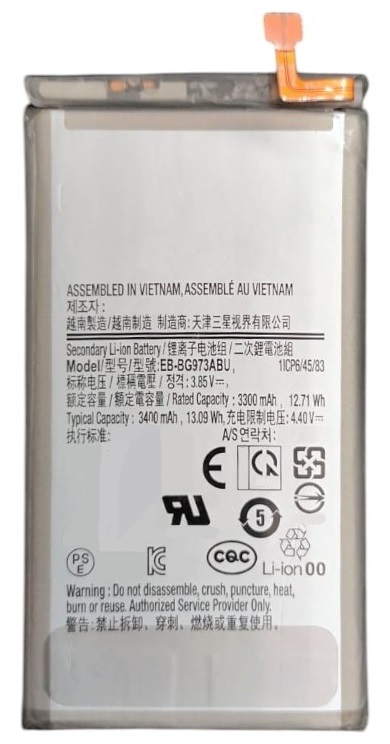 ASSEMBLED IN VIETNAM, ASSEMBLÉ AU VIETNAM
제조자 :
越南製造/越南制造 制造商: 天津三星视界有限公司
Secondary Li-ion Battery / 锂离子电池组 / 二次鋰電池組
Model/型号/型號:EB-BG973ABU , 1ICP6/45/83
标称电压 / 標稱電壓 / 정격: 3.85V⎓
额定容量 / 額定電容量 / Rated Capacity : 3300 mAh , 12.71 Wh
Typical Capacity : 3400 mAh , 13.09 Wh, 充电限制电压: 4.40 V⎓
执行标准: A/S 연락처:
CE
RU
5
PS E
KC
CQC
Li-ion 00
Warning : Do not disassemble, crush, puncture, heat,
burn or reuse. Authorized Service Provider Only.
警告: 禁止拆卸、穿刺、燃烧或重复使用.